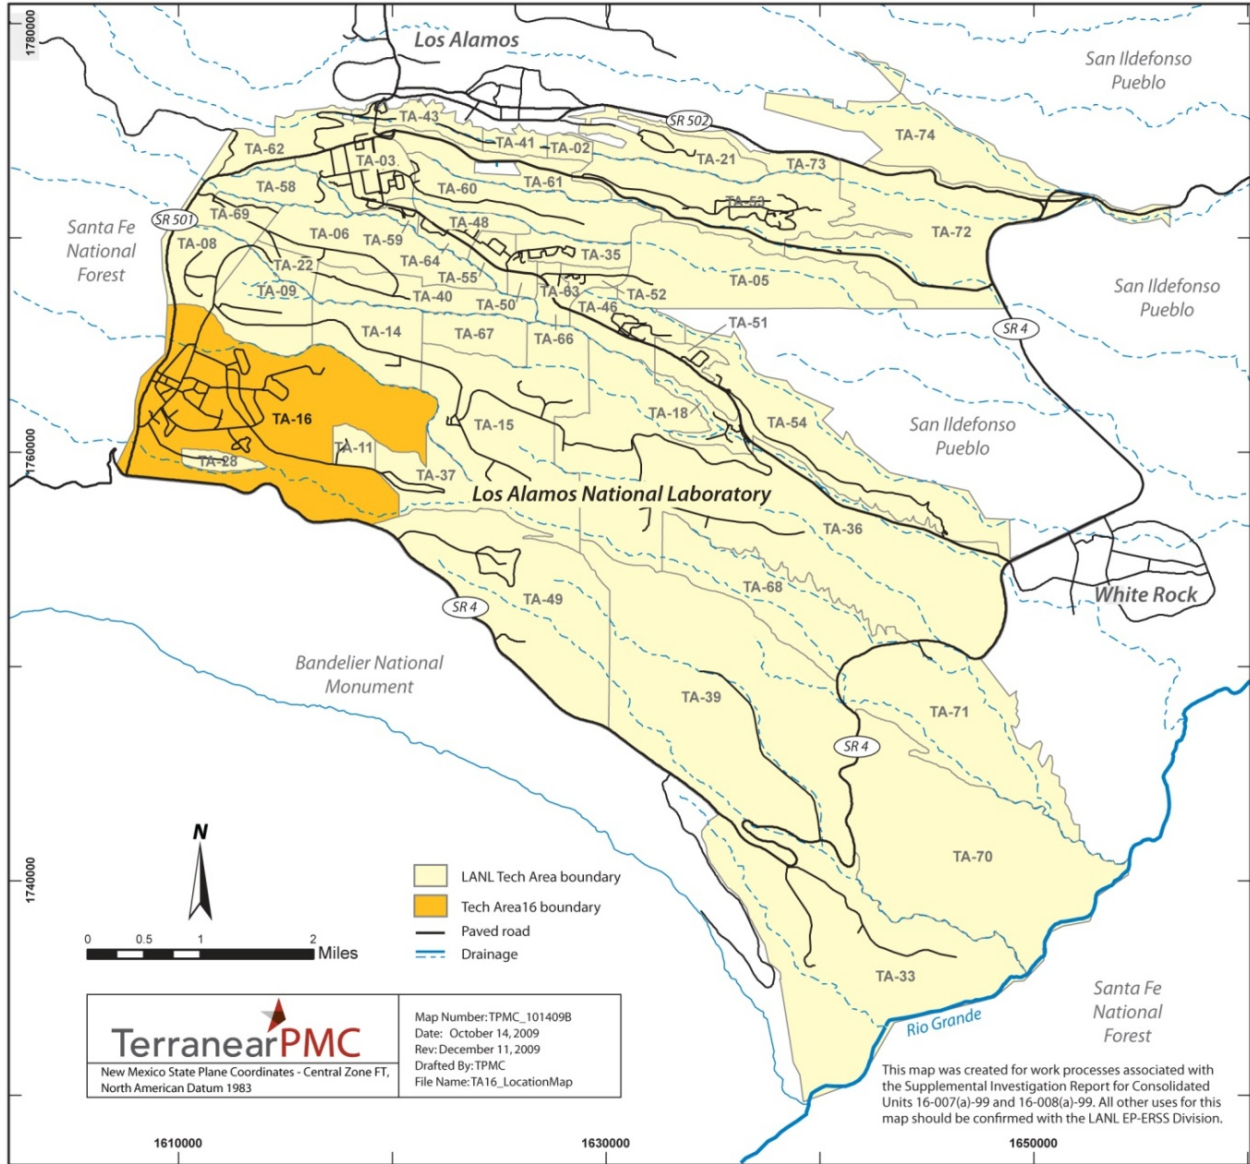 1780000
Los Alamos
San Ildefonso
Pueblo
SR 502
TA-43
TA-74
TA-62
TA-41
TA-02
TA-03
TA-21
TA-73
TA-58
TA-60
TA-61
TA-53
SR 501
TA-69
TA-48
Santa Fe
National
Forest
TA-08
TA-06
TA-59
TA-72
TA-22
TA-64
TA-35
TA-55
TA-05
TA-09
TA-40
TA-50
TA-63
TA-52
San Ildefonso
Pueblo
TA-46
TA-14
TA-67
TA-66
TA-51
SR 4
TA-16
TA-18
TA-15
TA-54
San Ildefonso
Pueblo
1760000
TA-11
TA-28
TA-37
Los Alamos National Laboratory
TA-36
TA-68
White Rock
TA-49
SR 4
Bandelier National
Monument
TA-39
TA-71
SR 4
N
TA-70
1740000
LANL Tech Area boundary
Tech Area16 boundary
Paved road
Drainage
0 0.5 1 2
Miles
TA-33
Santa Fe
National
Forest
Rio Grande
TerranearPMC
New Mexico State Plane Coordinates - Central Zone FT,
North American Datum 1983
Map Number: TPMC_101409B
Date: October 14, 2009
Rev: December 11, 2009
Drafted By: TPMC
File Name: TA16_LocationMap
This map was created for work processes associated with
the Supplemental Investigation Report for Consolidated
Units 16-007(a)-99 and 16-008(a)-99. All other uses for this
map should be confirmed with the LANL EP-ERSS Division.
1610000
1630000
1650000